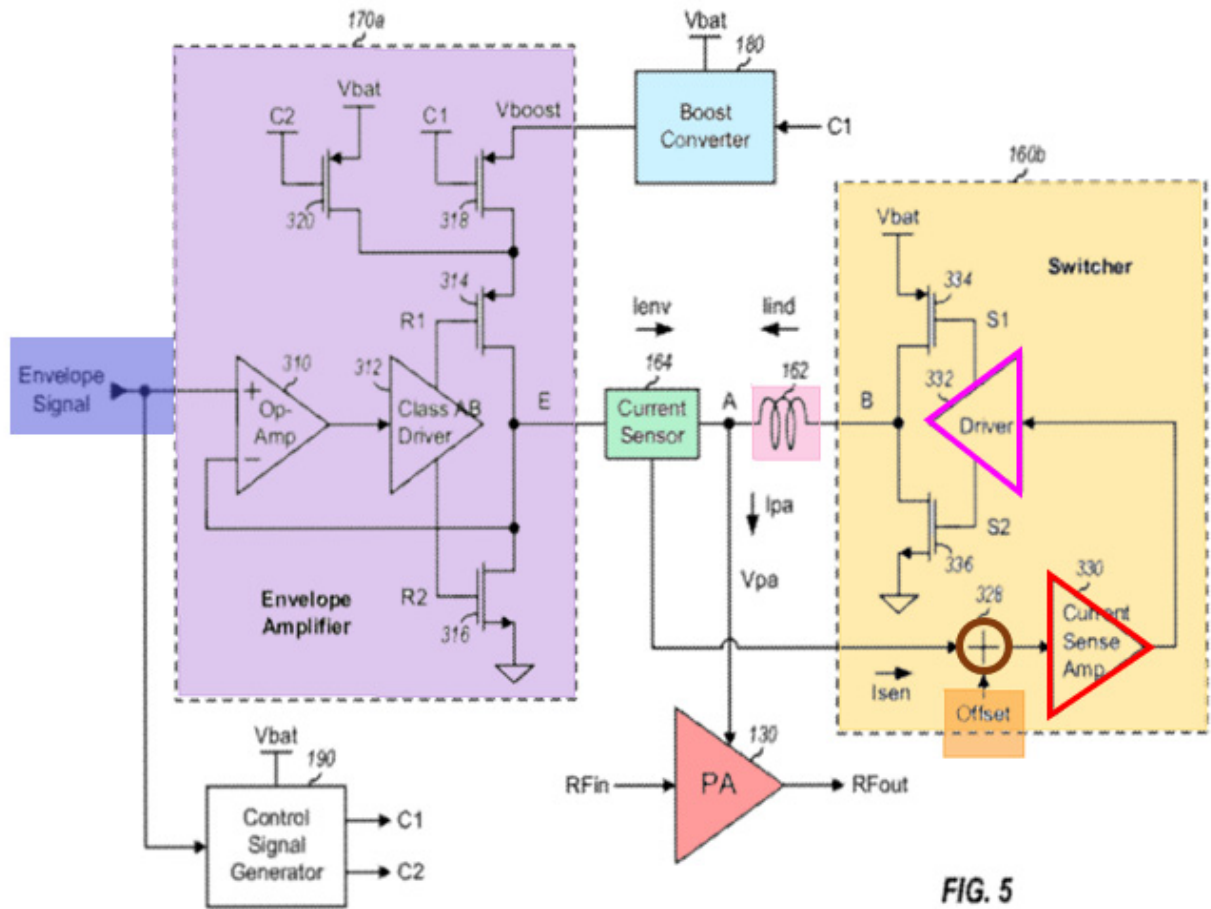 170a
Vbat
180
Boost
Converter
C1
Vboost
Vbat
C2
C1
320
318
160b
Vbat
Switcher
314
334
R1
S1
Ienv
Iind
164
162
Envelope
Signal
310
+
Op-
Amp
−
312
Class AB
Driver
E
Current
Sensor
A
B
332
Driver
Ipa
S2
336
Vpa
R2
316
Envelope
Amplifier
328
+
330
Current
Sense
Amp
Isen
Offset
Vbat
190
Control
Signal
Generator
C1
C2
130
RFin
PA
RFout
FIG. 5